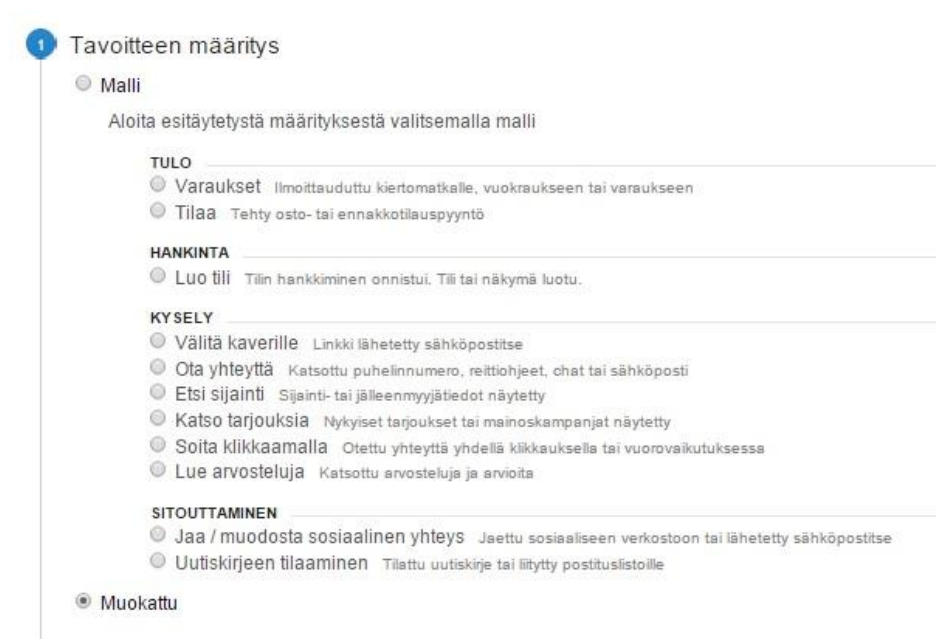 1 Tavoitteen määritys
Malli
Aloita esitäytetystä määrityksestä valitsemalla malli
TULO
Varaukset Ilmoittauduttu kiertomatkalle, vuokraukseen tai varaukseen
Tilaa Tehty osto- tai ennakkotilauspyyntö
HANKINTA
Luo tili Tilin hankkiminen onnistui. Tili tai näkymä luotu.
KYSELY
Välitä kaverille Linkki lähetetty sähköpostitse
Ota yhteyttä Katsottu puhelinnumero, reittiohjeet, chat tai sähköposti
Etsi sijainti Sijainti- tai jälleenmyyjätiedot näytetty
Katso tarjouksia Nykyiset tarjoukset tai mainoskampanjat näytetty
Soita klikkaamalla Otettu yhteyttä yhdellä klikkauksella tai vuorovaikutuksessa
Lue arvosteluja Katsottu arvosteluja ja arvioita
SITOUTTAMINEN
Jaa / muodosta sosiaalinen yhteys Jaettu sosiaaliseen verkostoon tai lähetetty sähköpostitse
Uutiskirjeen tilaaminen Tilattu uutiskirje tai liitytty postituslistoille
Muokattu